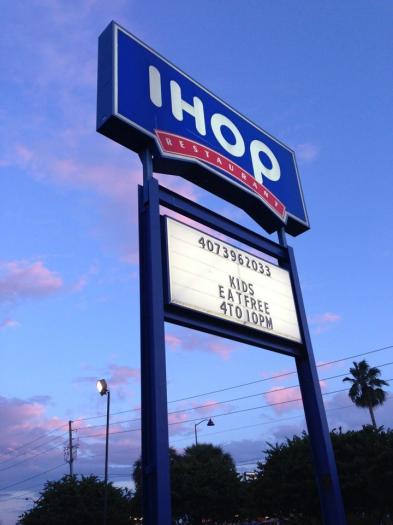 IHOP
RESTAURANT
4073962033
KIDS
EATFREE
4TO10PM